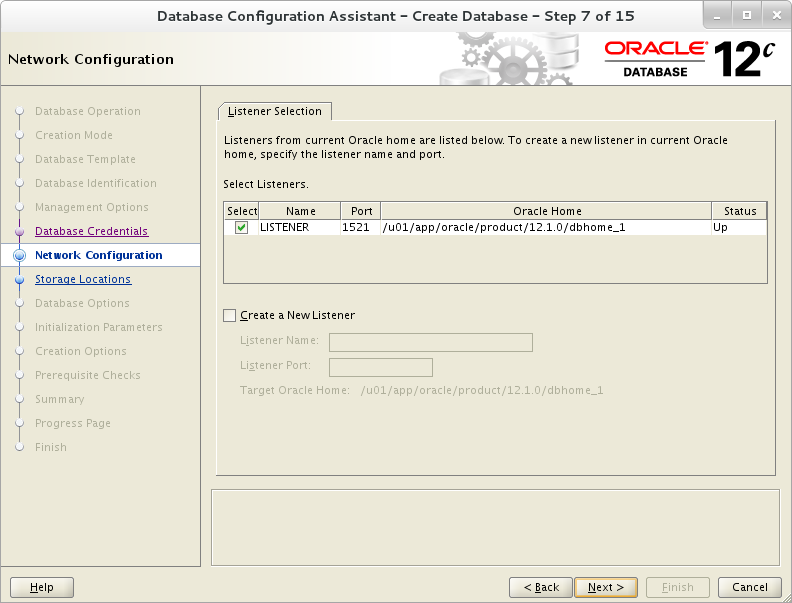 Database Configuration Assistant - Create Database - Step 7 of 15
Network Configuration
ORACLE®
DATABASE
12c
Database Operation
Creation Mode
Database Template
Database Identification
Management Options
Database Credentials
Network Configuration
Storage Locations
Database Options
Initialization Parameters
Creation Options
Prerequisite Checks
Summary
Progress Page
Finish
Listener Selection
Listeners from current Oracle home are listed below. To create a new listener in current Oracle
home, specify the listener name and port.
Select Listeners.
Select Name Port Oracle Home Status
LISTENER 1521 /u01/app/oracle/product/12.1.0/dbhome_1 Up
Create a New Listener
Listener Name:
Listener Port:
Target Oracle Home: /u01/app/oracle/product/12.1.0/dbhome_1
Help
< Back
Next >
Finish
Cancel